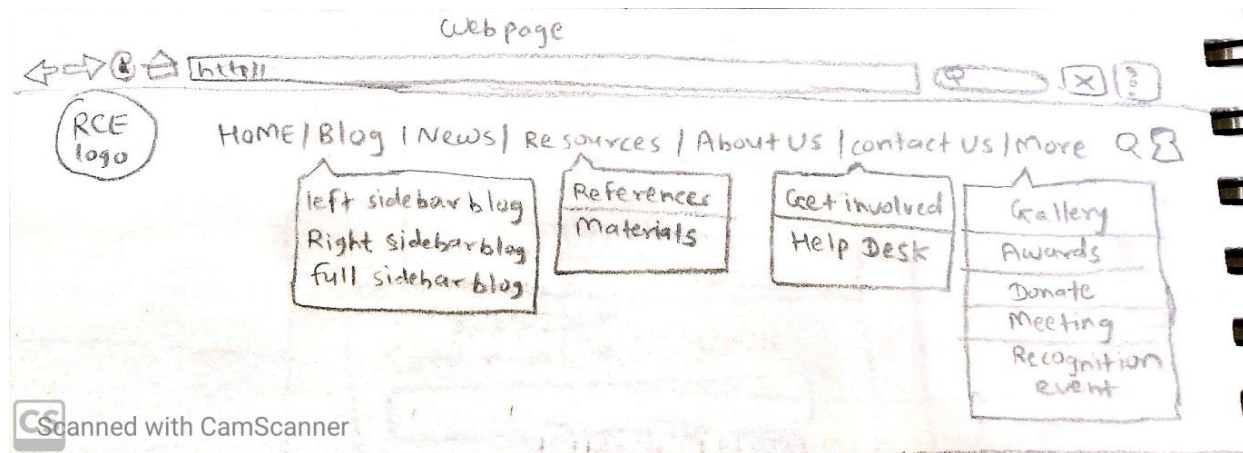 Webpage
http//
RCE
logo
HOME/Blog | News | Resources | About Us | contact us | More
left sidebar blog
Right sidebar blog
full sidebar blog
References
Materials
Get involved
Help Desk
Gallery
Awards
Donate
Meeting
Recognition
event
CS
Scanned with CamScanner